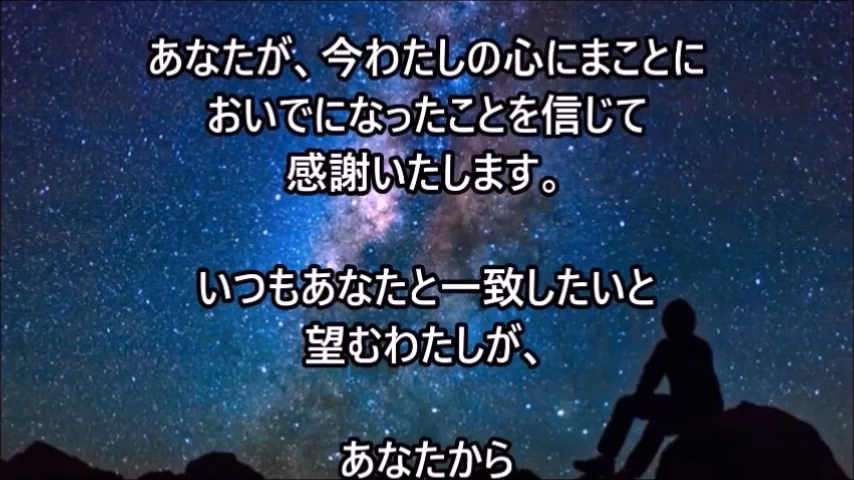 あなたが、今わたしの心にまことに
おいでになったことを信じて
感謝いたします。
いつもあなたと一致したいと
望むわたしが、
あなたから